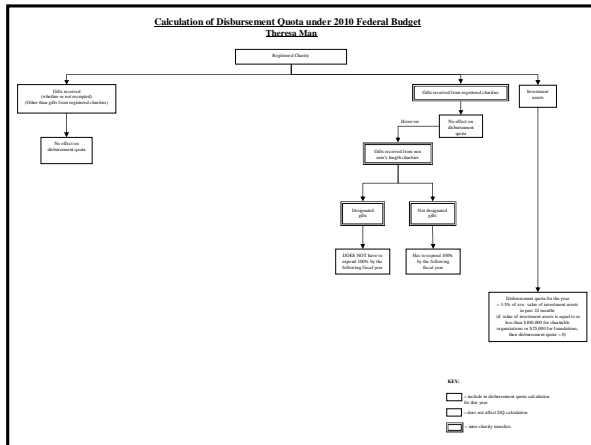 Calculation of Disbursement Quota under 2010 Federal Budget
Theresa Man
Registered Charity
Gifts received
(whether or not receipted)
(Other than gifts from registered charities)
Gifts received from registered charities
Investment
assets
However
No effect on
disbursement
quota
No effect on
disbursement quota
Gifts received from non
arm's length charities
Designated
gifts
Not designated
gifts
DOES NOT have to
expend 100% by the
following fiscal year
Has to expend 100%
by the following
fiscal year
Disbursement quota for the year
= 3.5% of ave. value of investment assets
in past 24 months
(if value of investment assets is equal to or
less than $100,000 for charitable
organizations or $25,000 for foundations,
then disbursement quota = 0)
KEY:
= include in disbursement quota calculation
for this year
= does not affect DQ calculation
= inter charity transfers